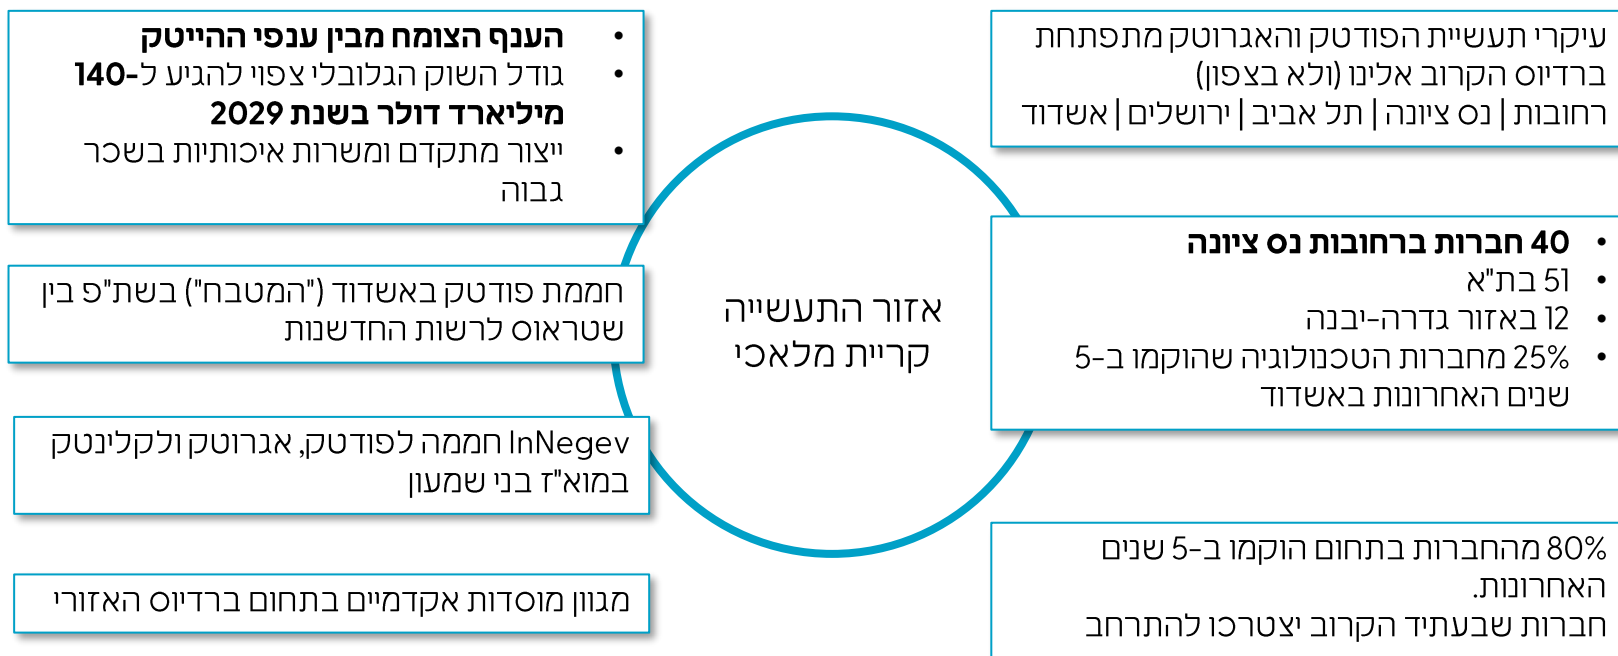 עיקרי תעשיית הפודטק והאגרוטק מתפתחת
ברדיוס הקרוב אלינו (ולא בצפון)
רחובות | נס ציונה | תל אביב | ירושלים | אשדוד
• 40 חברות ברחובות נס ציונה
• 51 בת"א
• 12 באזור גדרה-יבנה
• 25% מחברות הטכנולוגיה שהוקמו ב-5
שנים האחרונות באשדוד
80% מהחברות בתחום הוקמו ב-5 שנים
האחרונות.
חברות שבעתיד הקרוב יצטרכו להתרחב
אזור התעשייה
קריית מלאכי
• הענף הצומח מבין ענפי ההייטק
• גודל השוק הגלובלי צפוי להגיע ל-140
מיליארד דולר בשנת 2029
• ייצור מתקדם ומשרות איכותיות בשכר
גבוה
חממת פודטק באשדוד ("המטבח") בשת"פ בין
שטראוס לרשות החדשנות
InNegev חממה לפודטק, אגרוטק ולקלינטק
במוא"ז בני שמעון
מגוון מוסדות אקדמיים בתחום ברדיוס האזורי